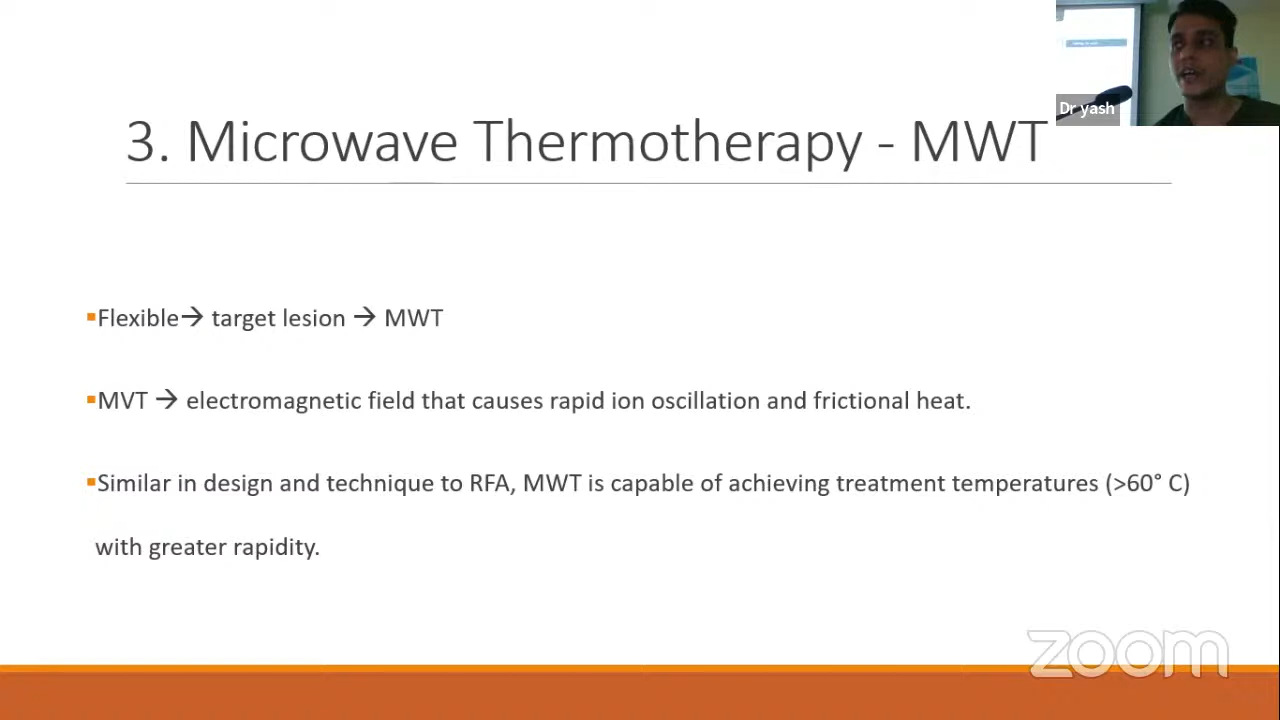 Dr yash
3. Microwave Thermotherapy - MWT
▪Flexible→ target lesion → MWT
▪MVT → electromagnetic field that causes rapid ion oscillation and frictional heat.
▪Similar in design and technique to RFA, MWT is capable of achieving treatment temperatures (>60° C)
with greater rapidity.
zoom